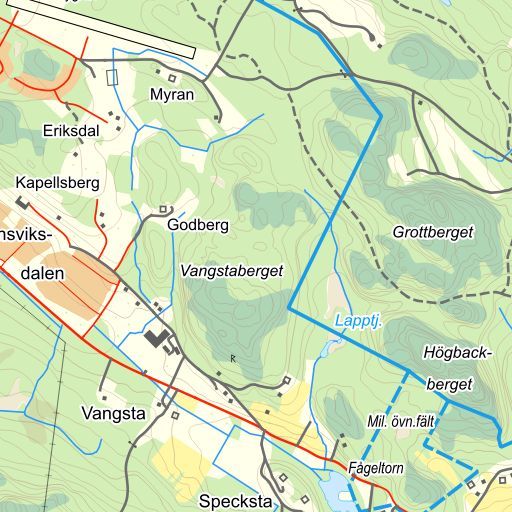 Myran
Eriksdal
Kapellsberg
Godberg
nsviks-
dalen
Grottberget
Vangstaberget
Lapptj.
Högback-
berget
Vangsta
Mil. övn.fält
Fågeltorn
Specksta
R